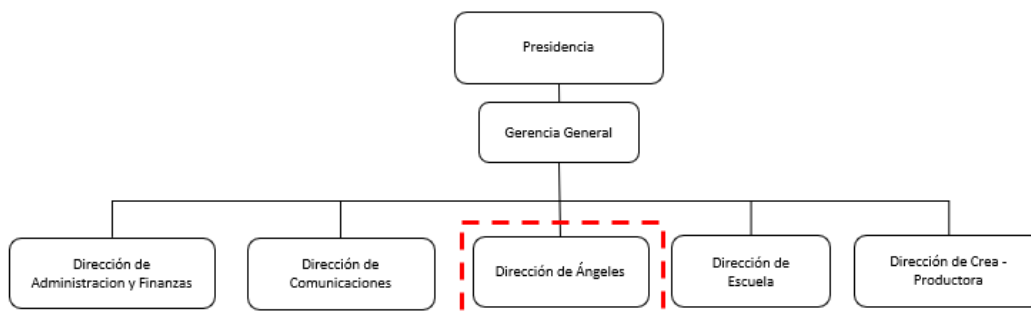 Presidencia
Gerencia General
Dirección de
Administracion y Finanzas
Dirección de
Comunicaciones
Dirección de Ángeles
Dirección de
Escuela
Dirección de Crea -
Productora